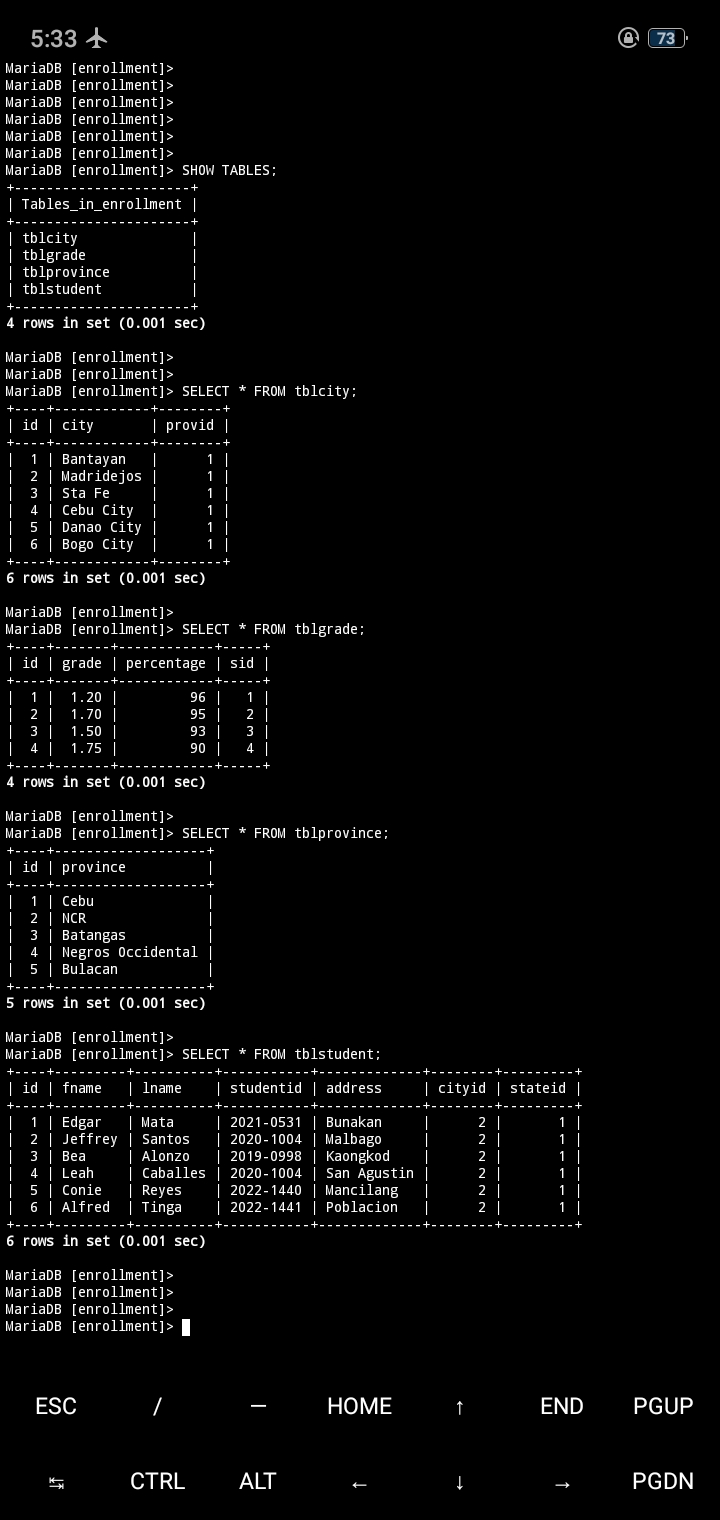 5:33 73
MariaDB [enrollment]>
MariaDB [enrollment]>
MariaDB [enrollment]>
MariaDB [enrollment]>
MariaDB [enrollment]>
MariaDB [enrollment]>
MariaDB [enrollment]> SHOW TABLES;
+----------------------+
| Tables_in_enrollment |
+----------------------+
| tblcity              |
| tblgrade             |
| tblprovince          |
| tblstudent           |
+----------------------+
4 rows in set (0.001 sec)

MariaDB [enrollment]>
MariaDB [enrollment]>
MariaDB [enrollment]> SELECT * FROM tblcity;
+----+------------+--------+
| id | city       | provid |
+----+------------+--------+
|  1 | Bantayan   |      1 |
|  2 | Madridejos |      1 |
|  3 | Sta Fe     |      1 |
|  4 | Cebu City  |      1 |
|  5 | Danao City |      1 |
|  6 | Bogo City  |      1 |
+----+------------+--------+
6 rows in set (0.001 sec)

MariaDB [enrollment]>
MariaDB [enrollment]> SELECT * FROM tblgrade;
+----+-------+------------+-----+
| id | grade | percentage | sid |
+----+-------+------------+-----+
|  1 |  1.20 |         96 |   1 |
|  2 |  1.70 |         95 |   2 |
|  3 |  1.50 |         93 |   3 |
|  4 |  1.75 |         90 |   4 |
+----+-------+------------+-----+
4 rows in set (0.001 sec)

MariaDB [enrollment]>
MariaDB [enrollment]> SELECT * FROM tblprovince;
+----+-------------------+
| id | province          |
+----+-------------------+
|  1 | Cebu              |
|  2 | NCR               |
|  3 | Batangas          |
|  4 | Negros Occidental |
|  5 | Bulacan           |
+----+-------------------+
5 rows in set (0.001 sec)

MariaDB [enrollment]>
MariaDB [enrollment]> SELECT * FROM tblstudent;
+----+---------+----------+-----------+-------------+--------+---------+
| id | fname   | lname    | studentid | address     | cityid | stateid |
+----+---------+----------+-----------+-------------+--------+---------+
|  1 | Edgar   | Mata     | 2021-0531 | Bunakan     |      2 |       1 |
|  2 | Jeffrey | Santos   | 2020-1004 | Malbago     |      2 |       1 |
|  3 | Bea     | Alonzo   | 2019-0998 | Kaongkod    |      2 |       1 |
|  4 | Leah    | Caballes | 2020-1004 | San Agustin |      2 |       1 |
|  5 | Conie   | Reyes    | 2022-1440 | Mancilang   |      2 |       1 |
|  6 | Alfred  | Tinga    | 2022-1441 | Poblacion   |      2 |       1 |
+----+---------+----------+-----------+-------------+--------+---------+
6 rows in set (0.001 sec)

MariaDB [enrollment]>
MariaDB [enrollment]>
MariaDB [enrollment]>
MariaDB [enrollment]>
ESC / — HOME ↑ END PGUP
↹ CTRL ALT ← ↓ → PGDN